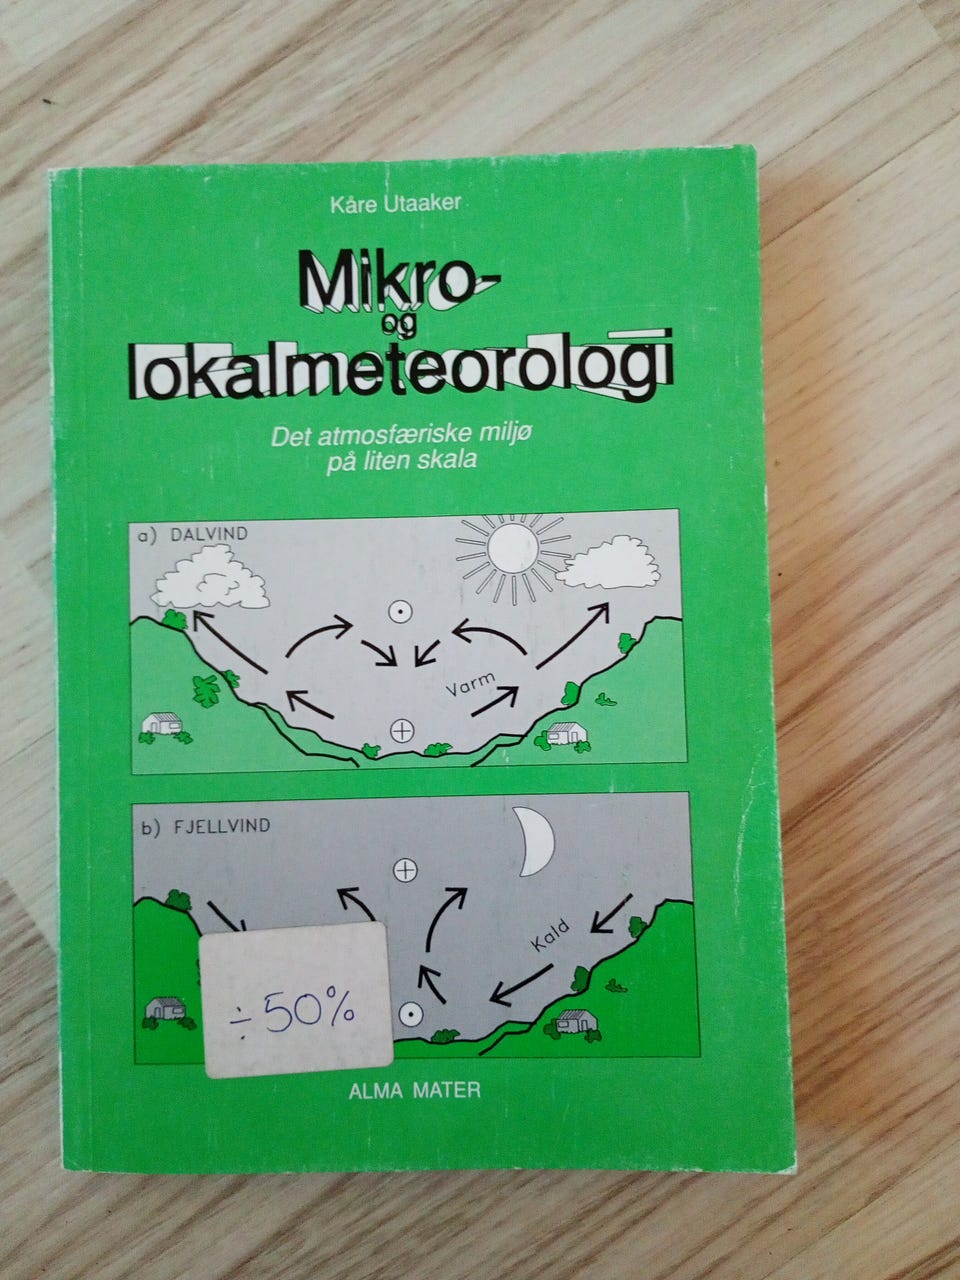 Kåre Utaaker
Mikro-
og
lokalmeteorologi
Det atmosfæriske miljø
på liten skala
a) DALVIND
Varm
b) FJELLVIND
Kald
÷50%
ALMA MATER